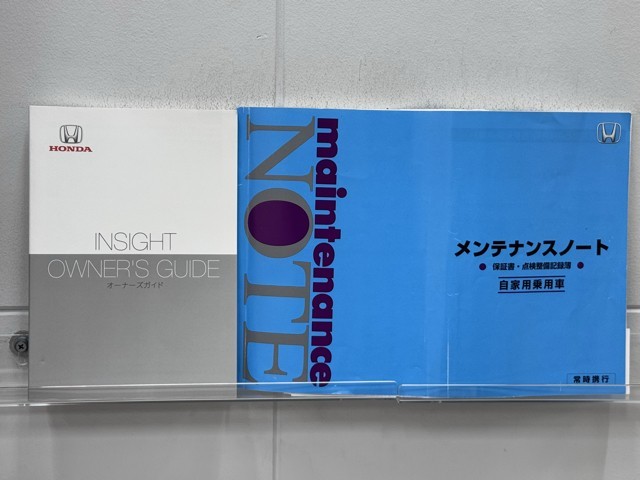 HONDA
INSIGHT
OWNER'S GUIDE
オーナーズガイド
maintenance
NOTE
メンテナンスノート
● 保証書・点検整備記録簿 ●
自家用乗用車
常時携行